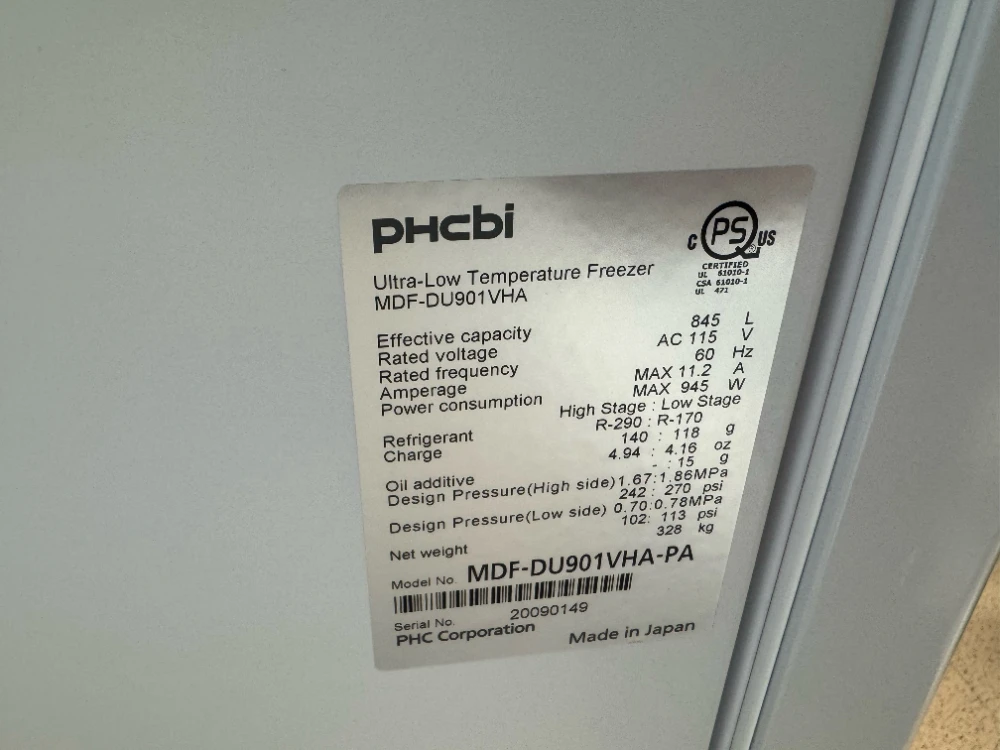 PHCbi
C PS US
CERTIFIED
UL 61010-1
CSA 61010-1
UL 471
Ultra-Low Temperature Freezer
MDF-DU901VHA
Effective capacity 845 L
Rated voltage AC 115 V
Rated frequency 60 Hz
Amperage MAX 11.2 A
Power consumption MAX 945 W
High Stage : Low Stage
Refrigerant R-290 : R-170
Charge 140 : 118 g
4.94 : 4.16 oz
Oil additive - : 15 g
Design Pressure(High side) 1.67:1.86MPa
242 : 270 psi
Design Pressure(Low side) 0.70:0.78MPa
102: 113 psi
Net weight 328 kg
Model No. MDF-DU901VHA-PA
Serial No. 20090149
PHC Corporation Made in Japan